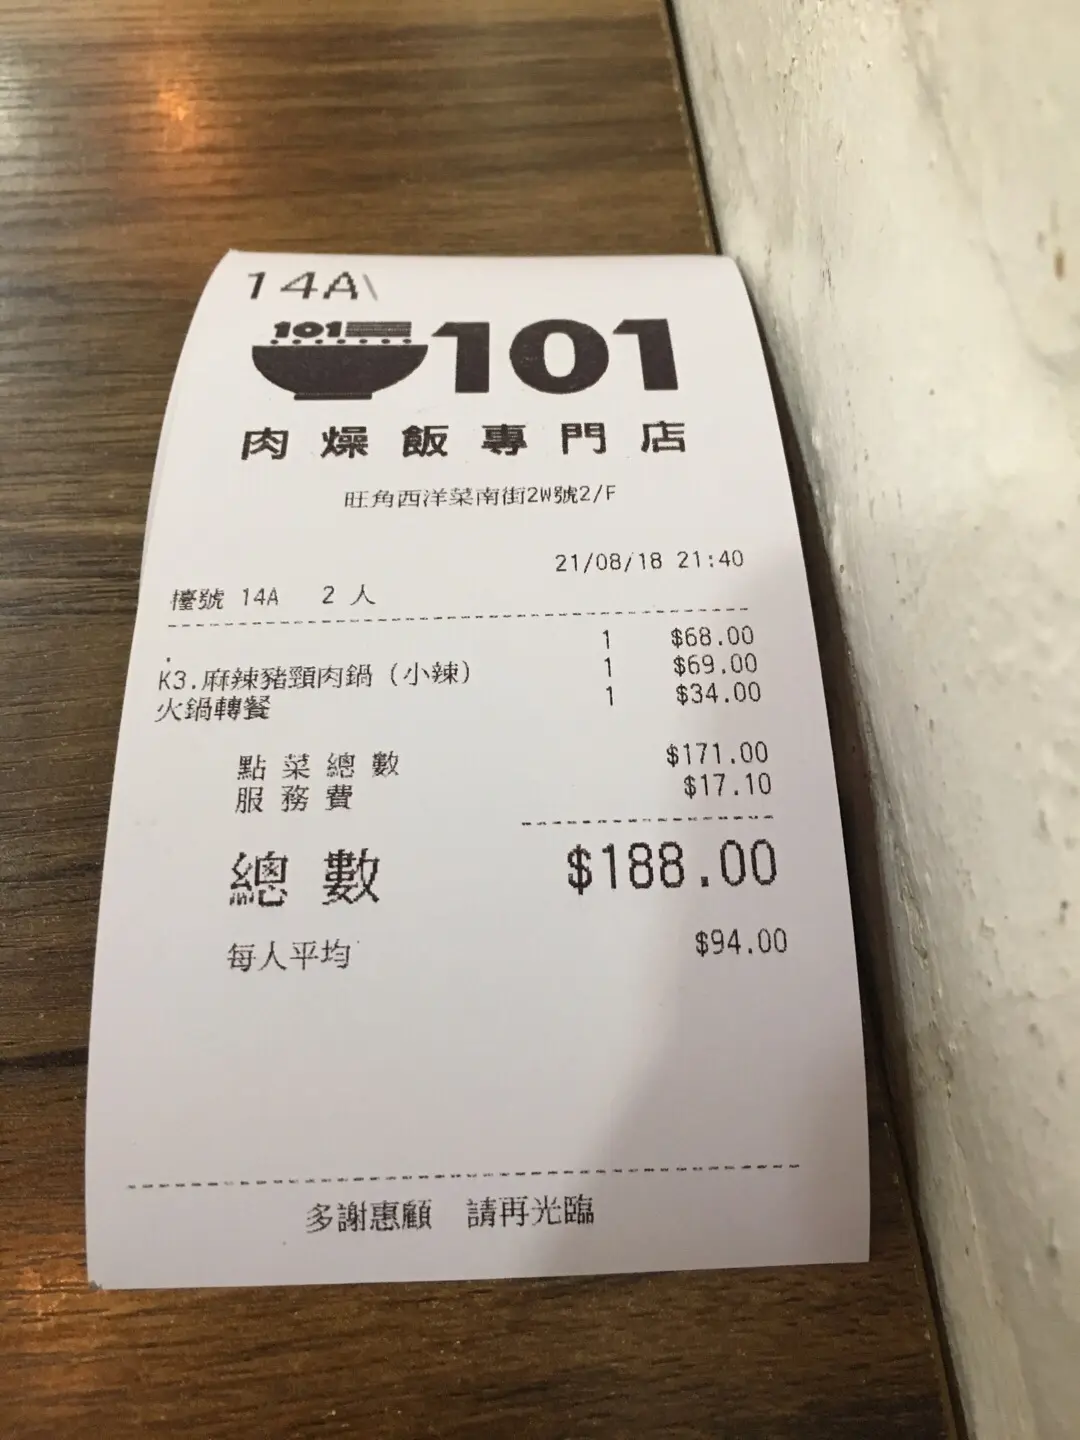 14A\
101
101
肉燥飯專門店
旺角西洋菜南街2W號2/F
21/08/18 21:40
檯號 14A 2 人
. 1 $68.00
K3.麻辣豬頸肉鍋 (小辣) 1 $69.00
火鍋轉餐 1 $34.00
點菜總數 $171.00
服務費 $17.10
總數 $188.00
每人平均 $94.00
多謝惠顧 請再光臨